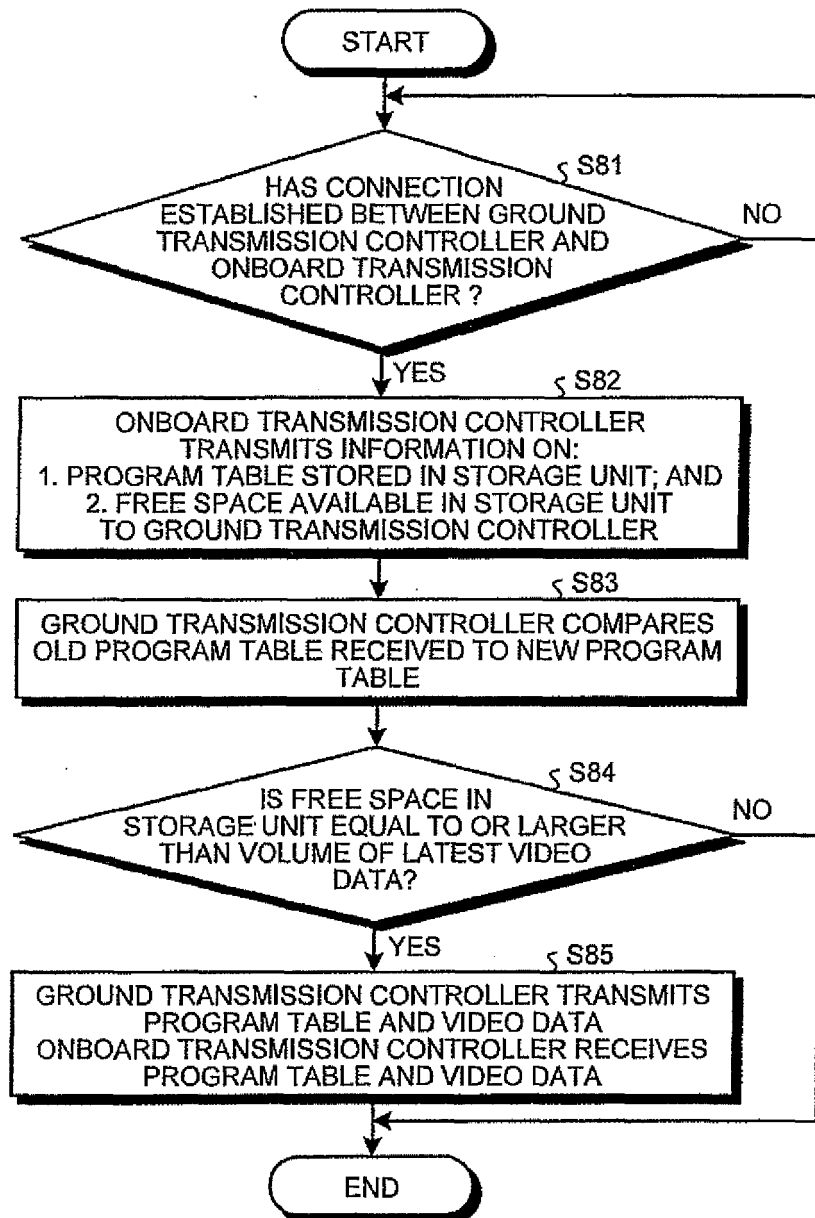 START
S81
HAS CONNECTION
ESTABLISHED BETWEEN GROUND
TRANSMISSION CONTROLLER AND
ONBOARD TRANSMISSION
CONTROLLER ?
NO
YES
S82
ONBOARD TRANSMISSION CONTROLLER
TRANSMITS INFORMATION ON:
1. PROGRAM TABLE STORED IN STORAGE UNIT; AND
2. FREE SPACE AVAILABLE IN STORAGE UNIT
TO GROUND TRANSMISSION CONTROLLER
S83
GROUND TRANSMISSION CONTROLLER COMPARES
OLD PROGRAM TABLE RECEIVED TO NEW PROGRAM
TABLE
S84
IS FREE SPACE IN
STORAGE UNIT EQUAL TO OR LARGER
THAN VOLUME OF LATEST VIDEO
DATA?
NO
YES
S85
GROUND TRANSMISSION CONTROLLER TRANSMITS
PROGRAM TABLE AND VIDEO DATA
ONBOARD TRANSMISSION CONTROLLER RECEIVES
PROGRAM TABLE AND VIDEO DATA
END